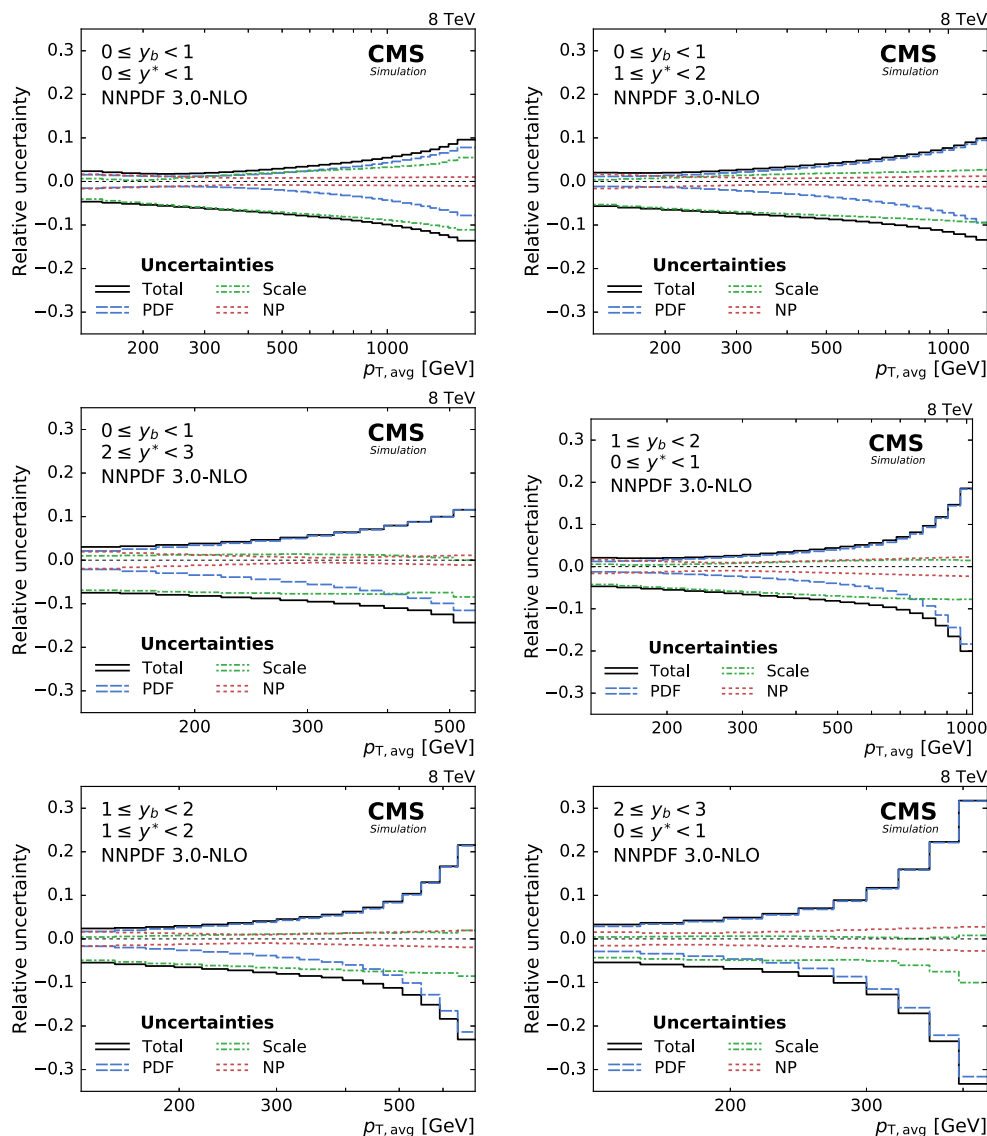 8 TeV
0 ≤ y_b < 1
0 ≤ y* < 1
NNPDF 3.0-NLO
CMS
Simulation
Relative uncertainty
0.3
0.2
0.1
0.0
−0.1
−0.2
−0.3
Uncertainties
Total
Scale
PDF
NP
200 300 500 1000
p_T, avg [GeV]
8 TeV
0 ≤ y_b < 1
1 ≤ y* < 2
NNPDF 3.0-NLO
CMS
Simulation
Relative uncertainty
0.3
0.2
0.1
0.0
−0.1
−0.2
−0.3
Uncertainties
Total
Scale
PDF
NP
200 300 500 1000
p_T, avg [GeV]
8 TeV
0 ≤ y_b < 1
2 ≤ y* < 3
NNPDF 3.0-NLO
CMS
Simulation
Relative uncertainty
0.3
0.2
0.1
0.0
−0.1
−0.2
−0.3
Uncertainties
Total
Scale
PDF
NP
200 300 500
p_T, avg [GeV]
8 TeV
1 ≤ y_b < 2
0 ≤ y* < 1
NNPDF 3.0-NLO
CMS
Simulation
Relative uncertainty
0.3
0.2
0.1
0.0
−0.1
−0.2
−0.3
Uncertainties
Total
Scale
PDF
NP
200 300 500 1000
p_T, avg [GeV]
8 TeV
1 ≤ y_b < 2
1 ≤ y* < 2
NNPDF 3.0-NLO
CMS
Simulation
Relative uncertainty
0.3
0.2
0.1
0.0
−0.1
−0.2
−0.3
Uncertainties
Total
Scale
PDF
NP
200 300 500
p_T, avg [GeV]
8 TeV
2 ≤ y_b < 3
0 ≤ y* < 1
NNPDF 3.0-NLO
CMS
Simulation
Relative uncertainty
0.3
0.2
0.1
0.0
−0.1
−0.2
−0.3
Uncertainties
Total
Scale
PDF
NP
200 300
p_T, avg [GeV]